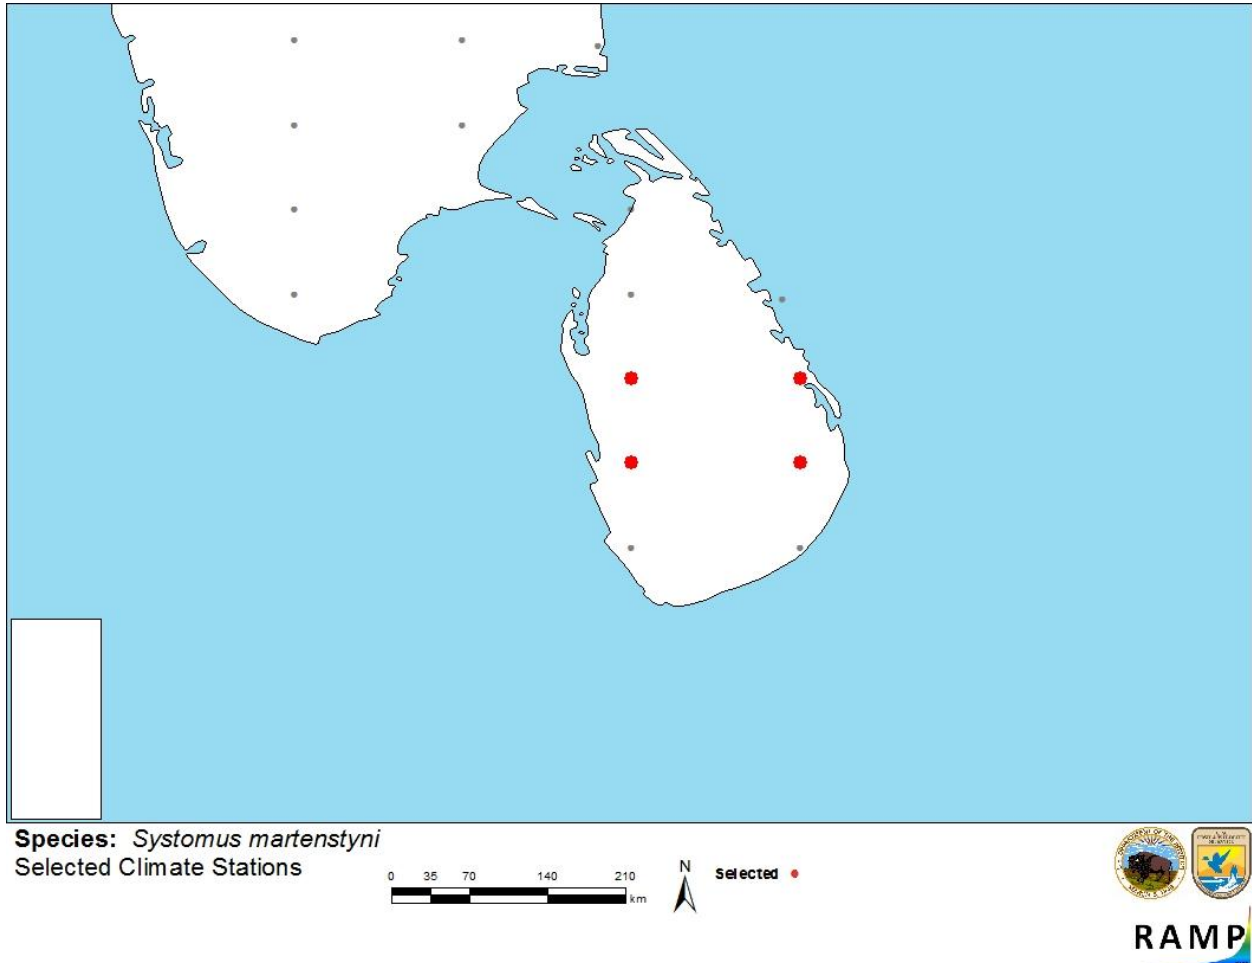 Species: Systomus martenstyni
Selected Climate Stations
0 35 70 140 210
km
N
Selected
RAMP